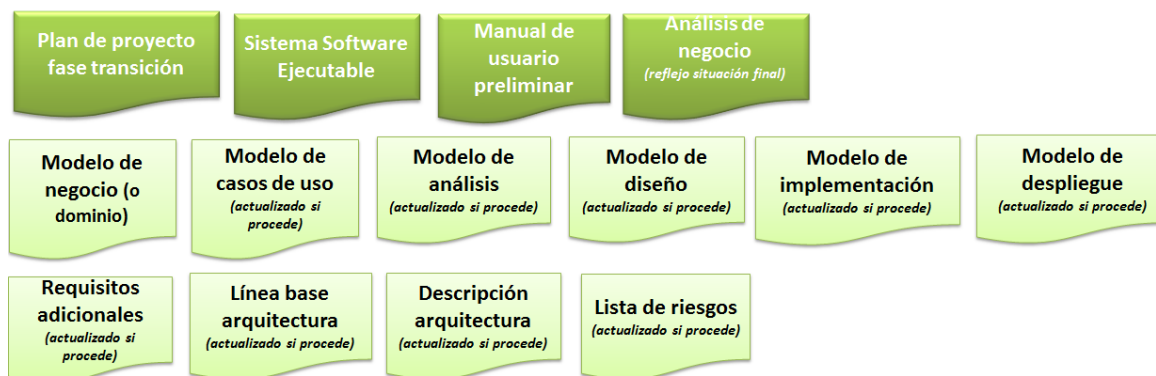 Plan de proyecto
fase transición
Sistema Software
Ejecutable
Manual de
usuario
preliminar
Análisis de
negocio
(reflejo situación final)
Modelo de
negocio (o
dominio)
Modelo de
casos de uso
(actualizado si
procede)
Modelo de
análisis
(actualizado si procede)
Modelo de
diseño
(actualizado si procede)
Modelo de
implementación
(actualizado si procede)
Modelo de
despliegue
(actualizado si procede)
Requisitos
adicionales
(actualizado si
procede)
Línea base
arquitectura
(actualizado si procede)
Descripción
arquitectura
(actualizado si procede)
Lista de riesgos
(actualizado si procede)